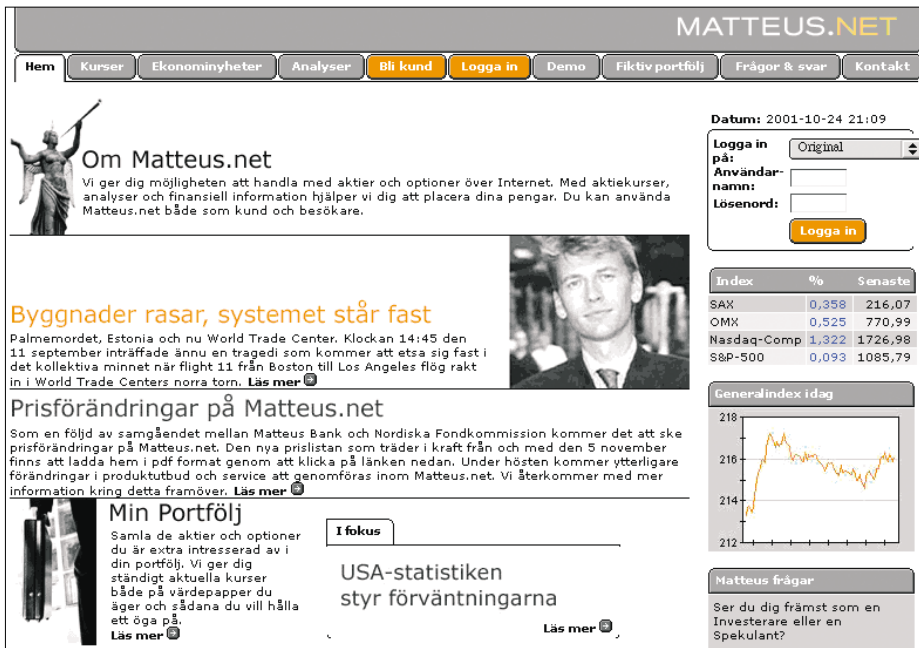 MATTEUS.NET
Hem Kurser Ekonominyheter Analyser Bli kund Logga in Demo Fiktiv portfölj Frågor & svar Kontakt
Om Matteus.net
Vi ger dig möjligheten att handla med aktier och optioner över Internet. Med aktiekurser,
analyser och finansiell information hjälper vi dig att placera dina pengar. Du kan använda
Matteus.net både som kund och besökare.
Byggnader rasar, systemet står fast
Palmemordet, Estonia och nu World Trade Center. Klockan 14:45 den
11 september inträffade ännu en tragedi som kommer att etsa sig fast i
det kollektiva minnet när flight 11 från Boston till Los Angeles flög rakt
in i World Trade Centers norra torn. Läs mer
Prisförändringar på Matteus.net
Som en följd av samgåendet mellan Matteus Bank och Nordiska Fondkommission kommer det att ske
prisförändringar på Matteus.net. Den nya prislistan som träder i kraft från och med den 5 november
finns att ladda hem i pdf format genom att klicka på länken nedan. Under hösten kommer ytterligare
förändringar i produktutbud och service att genomföras inom Matteus.net. Vi återkommer med mer
information kring detta framöver. Läs mer
Min Portfölj
Samla de aktier och optioner
du är extra intresserad av i
din portfölj. Vi ger dig
ständigt aktuella kurser
både på värdepapper du
äger och sådana du vill hålla
ett öga på.
Läs mer
I fokus
USA-statistiken
styr förväntningarna
Läs mer
Datum: 2001-10-24 21:09
Logga in
på:
Original
Användar-
namn:
Lösenord:
Logga in
Index % Senaste
SAX 0,358 216,07
OMX 0,525 770,99
Nasdaq-Comp 1,322 1726,98
S&P-500 0,093 1085,79
Generalindex idag
218
216
214
212
Matteus frågar
Ser du dig främst som en
Investerare eller en
Spekulant?